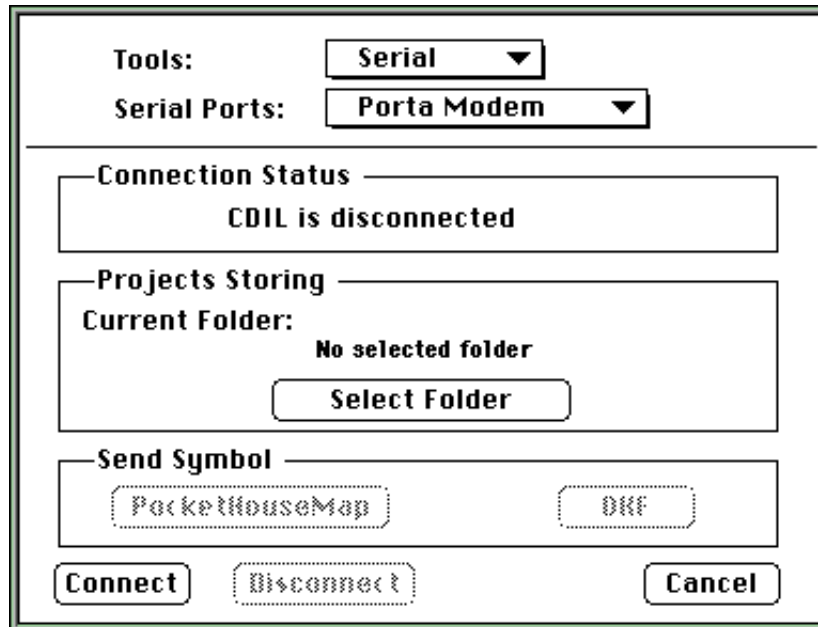 Tools: Serial
Serial Ports: Porta Modem
Connection Status
CDIL is disconnected
Projects Storing
Current Folder:
No selected folder
Select Folder
Send Symbol
PocketHouseMap DKF
Connect Disconnect Cancel